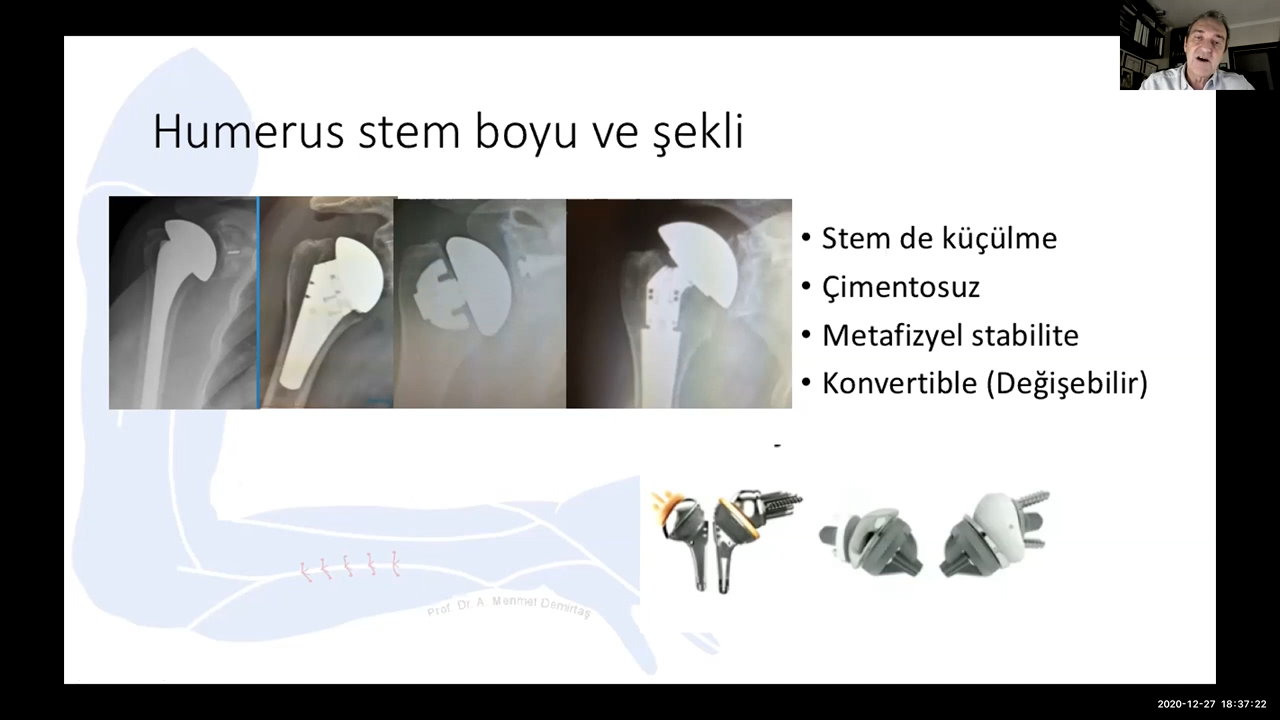 Humerus stem boyu ve şekli
• Stem de küçülme
• Çimentosuz
• Metafizyel stabilite
• Konvertible (Değişebilir)
Prof. Dr. A. Mehmet Demirtaş
2020-12-27 18:37:22